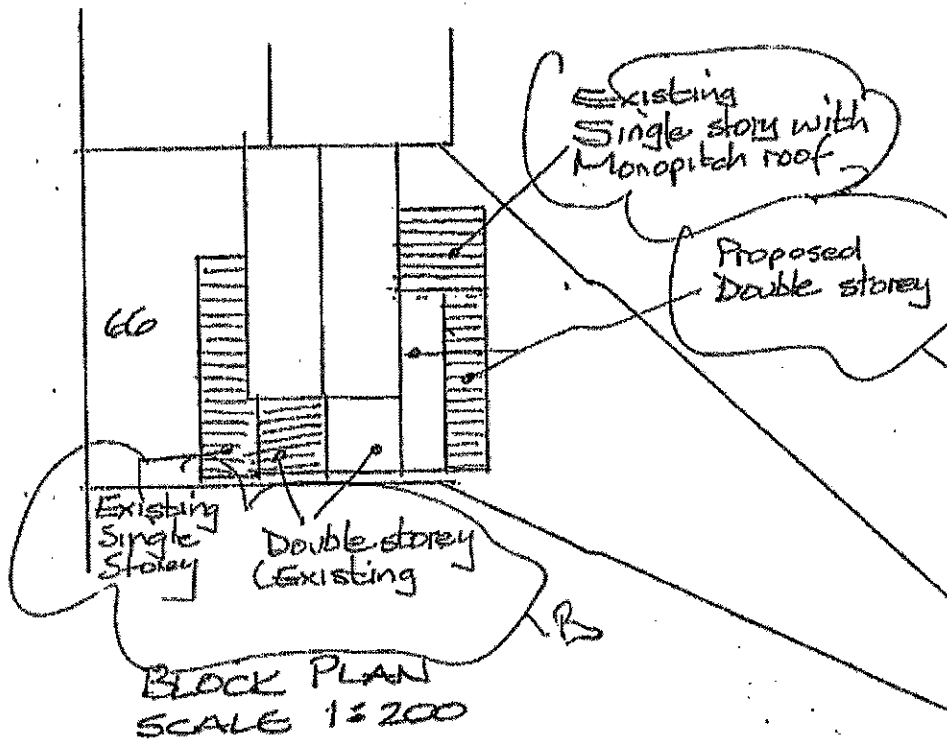 Existing
Single story with
Monopitch roof
Proposed
Double storey
66
Existing
Single
Storey
Double storey
(Existing
BLOCK PLAN
SCALE 1:200